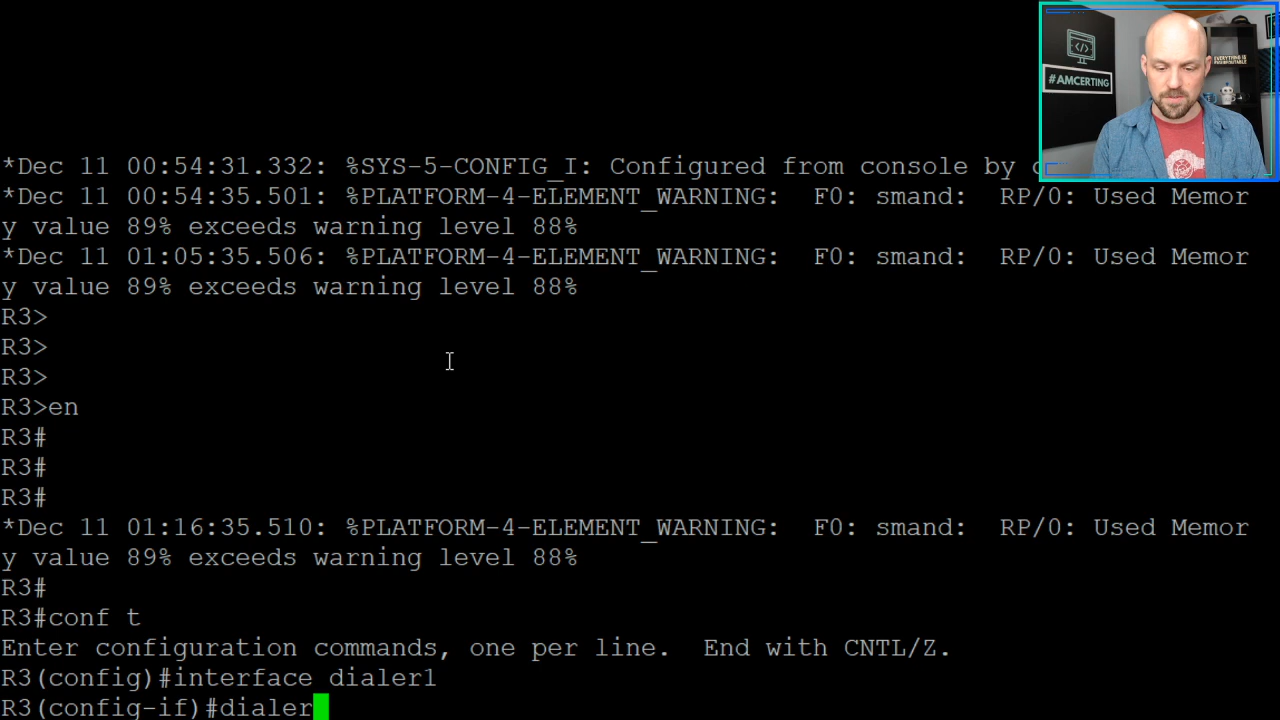 #AMCERTING
*Dec 11 00:54:31.332: %SYS-5-CONFIG_I: Configured from console by
*Dec 11 00:54:35.501: %PLATFORM-4-ELEMENT_WARNING:  F0: smand:  RP/0: Used Memor
y value 89% exceeds warning level 88%
*Dec 11 01:05:35.506: %PLATFORM-4-ELEMENT_WARNING:  F0: smand:  RP/0: Used Memor
y value 89% exceeds warning level 88%
R3>
R3>
R3>
R3>en
R3#
R3#
R3#
*Dec 11 01:16:35.510: %PLATFORM-4-ELEMENT_WARNING:  F0: smand:  RP/0: Used Memor
y value 89% exceeds warning level 88%
R3#
R3#conf t
Enter configuration commands, one per line.  End with CNTL/Z.
R3(config)#interface dialer1
R3(config-if)#dialer